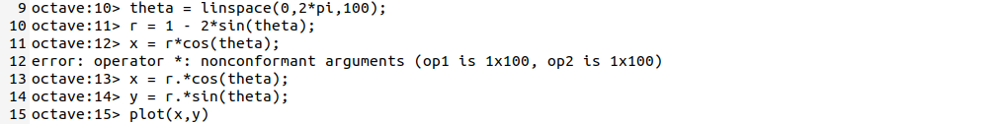 9 octave:10> theta = linspace(0,2*pi,100);
10 octave:11> r = 1 - 2*sin(theta);
11 octave:12> x = r*cos(theta);
12 error: operator *: nonconformant arguments (op1 is 1x100, op2 is 1x100)
13 octave:13> x = r.*cos(theta);
14 octave:14> y = r.*sin(theta);
15 octave:15> plot(x,y)